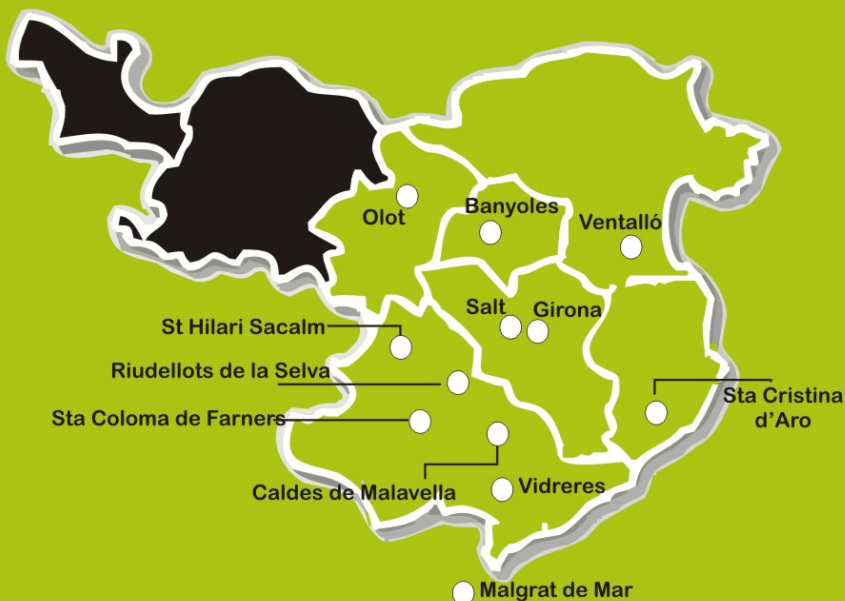 Olot
Banyoles
Ventalló
Salt
Girona
St Hilari Sacalm
Riudellots de la Selva
Sta Coloma de Farners
Sta Cristina
d'Aro
Caldes de Malavella
Vidreres
Malgrat de Mar